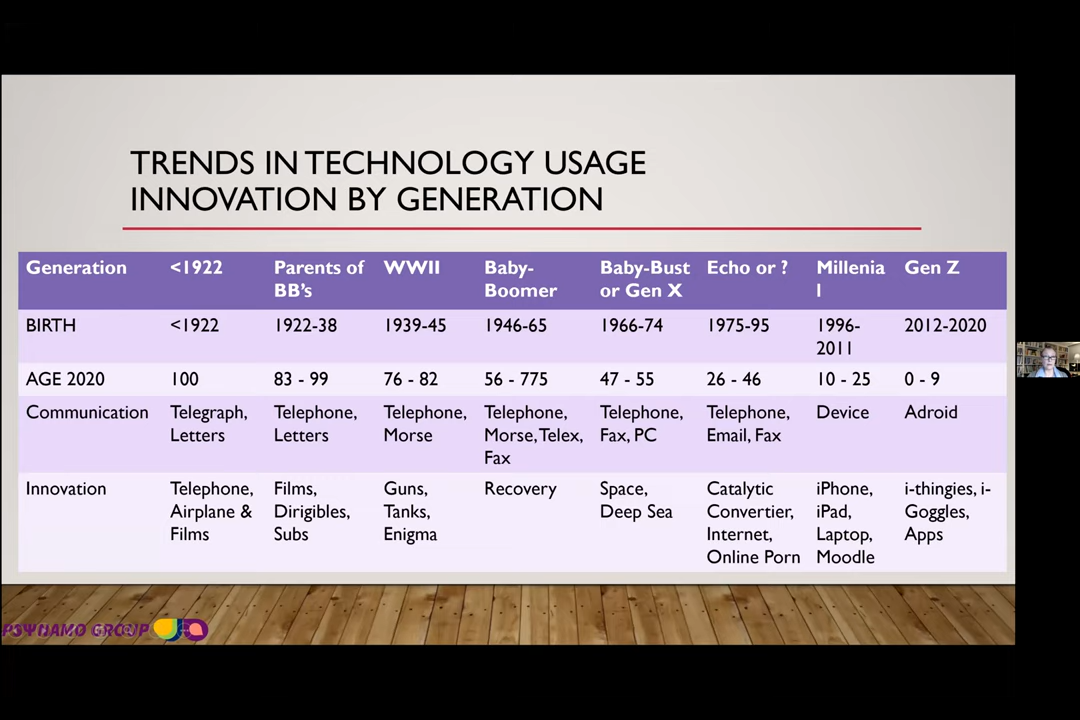 TRENDS IN TECHNOLOGY USAGE
INNOVATION BY GENERATION
Generation <1922 Parents of BB's WWII Baby-Boomer Baby-Bust or Gen X Echo or ? Millenial Gen Z
BIRTH <1922 1922-38 1939-45 1946-65 1966-74 1975-95 1996-2011 2012-2020
AGE 2020 100 83 - 99 76 - 82 56 - 775 47 - 55 26 - 46 10 - 25 0 - 9
Communication Telegraph, Letters Telephone, Letters Telephone, Morse Telephone, Morse, Telex, Fax Telephone, Fax, PC Telephone, Email, Fax Device Adroid
Innovation Telephone, Airplane & Films Films, Dirigibles, Subs Guns, Tanks, Enigma Recovery Space, Deep Sea Catalytic Convertier, Internet, Online Porn iPhone, iPad, Laptop, Moodle i-thingies, i-Goggles, Apps
GROUP